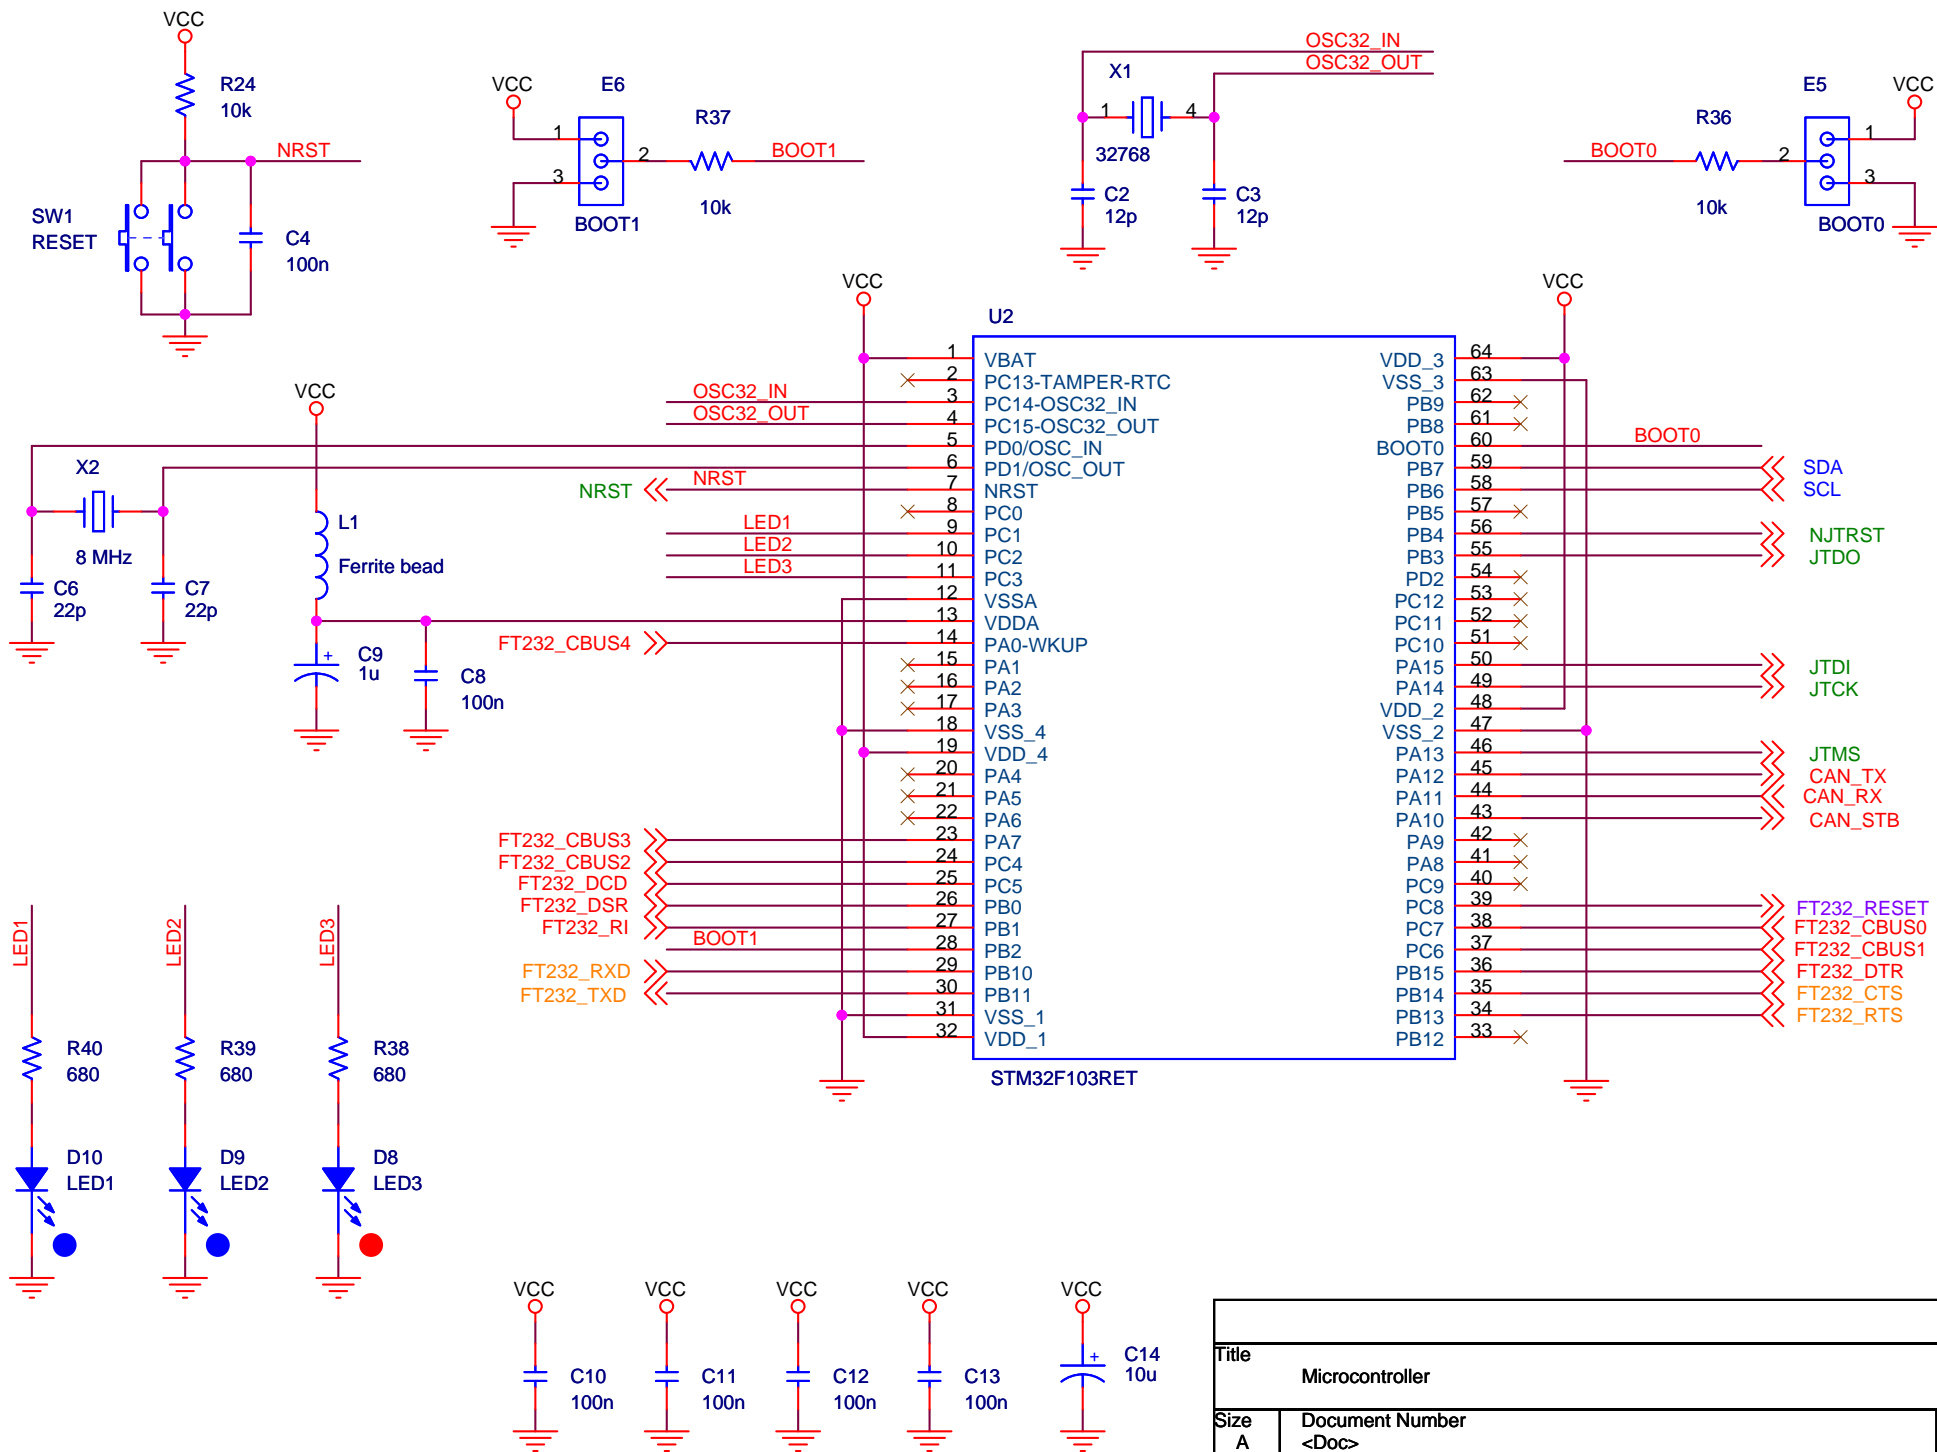 VCC
R24
10k
NRST
SW1
RESET
C4
100n
VCC
E6
1
2
3
BOOT1
R37
10k
BOOT1
OSC32_IN
OSC32_OUT
X1
1
4
32768
C2
12p
C3
12p
E5
VCC
R36
BOOT0
10k
1
2
3
BOOT0
VCC
X2
8 MHz
C6
22p
C7
22p
L1
Ferrite bead
C9
1u
+
C8
100n
VCC
VCC
U2
OSC32_IN
OSC32_OUT
NRST
NRST
LED1
LED2
LED3
FT232_CBUS4
FT232_CBUS3
FT232_CBUS2
FT232_DCD
FT232_DSR
FT232_RI
BOOT1
FT232_RXD
FT232_TXD
1 VBAT
2 PC13-TAMPER-RTC
3 PC14-OSC32_IN
4 PC15-OSC32_OUT
5 PD0/OSC_IN
6 PD1/OSC_OUT
7 NRST
8 PC0
9 PC1
10 PC2
11 PC3
12 VSSA
13 VDDA
14 PA0-WKUP
15 PA1
16 PA2
17 PA3
18 VSS_4
19 VDD_4
20 PA4
21 PA5
22 PA6
23 PA7
24 PC4
25 PC5
26 PB0
27 PB1
28 PB2
29 PB10
30 PB11
31 VSS_1
32 VDD_1
VDD_3 64
VSS_3 63
PB9 62
PB8 61
BOOT0 60
PB7 59
PB6 58
PB5 57
PB4 56
PB3 55
PD2 54
PC12 53
PC11 52
PC10 51
PA15 50
PA14 49
VDD_2 48
VSS_2 47
PA13 46
PA12 45
PA11 44
PA10 43
PA9 42
PA8 41
PC9 40
PC8 39
PC7 38
PC6 37
PB15 36
PB14 35
PB13 34
PB12 33
STM32F103RET
BOOT0
SDA
SCL
NJTRST
JTDO
JTDI
JTCK
JTMS
CAN_TX
CAN_RX
CAN_STB
FT232_RESET
FT232_CBUS0
FT232_CBUS1
FT232_DTR
FT232_CTS
FT232_RTS
LED1
R40
680
D10
LED1
LED2
R39
680
D9
LED2
LED3
R38
680
D8
LED3
VCC
C10
100n
VCC
C11
100n
VCC
C12
100n
VCC
C13
100n
VCC
+
C14
10u
Title
Microcontroller
Size
A
Document Number
<Doc>